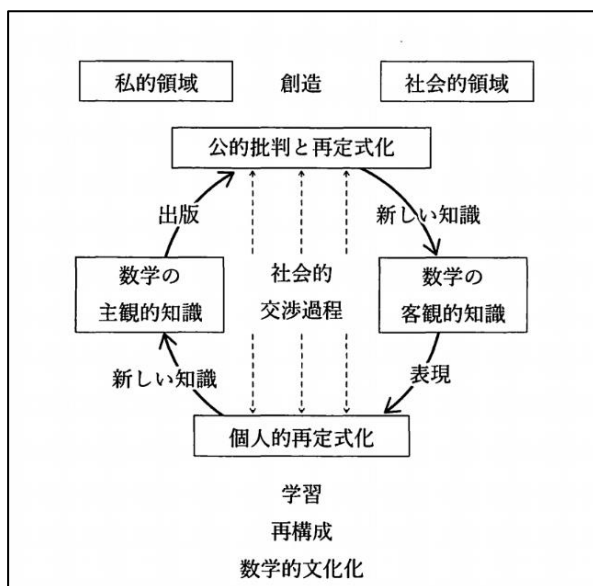 私的領域
創造
社会的領域
公的批判と再定式化
出版
新しい知識
数学の
主観的知識
社会的
交渉過程
数学の
客観的知識
新しい知識
表現
個人的再定式化
学習
再構成
数学的文化化